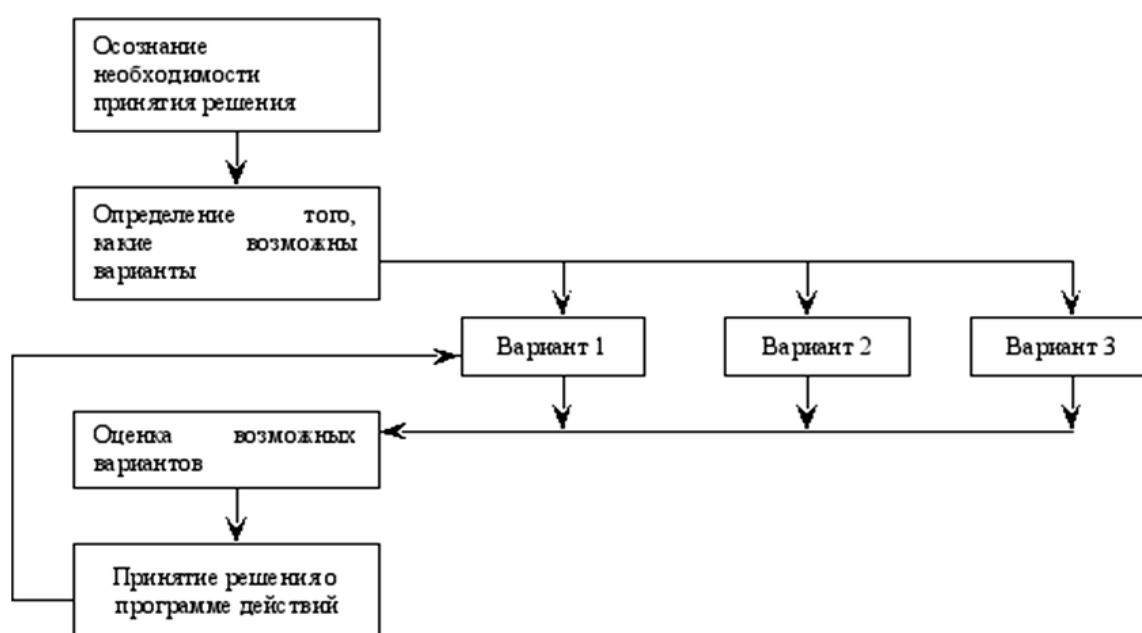 Осознание
необходимости
принятия решения
Определение того,
какие возможны
варианты
Вариант 1
Вариант 2
Вариант 3
Оценка возможных
вариантов
Принятие решения о
программе действий